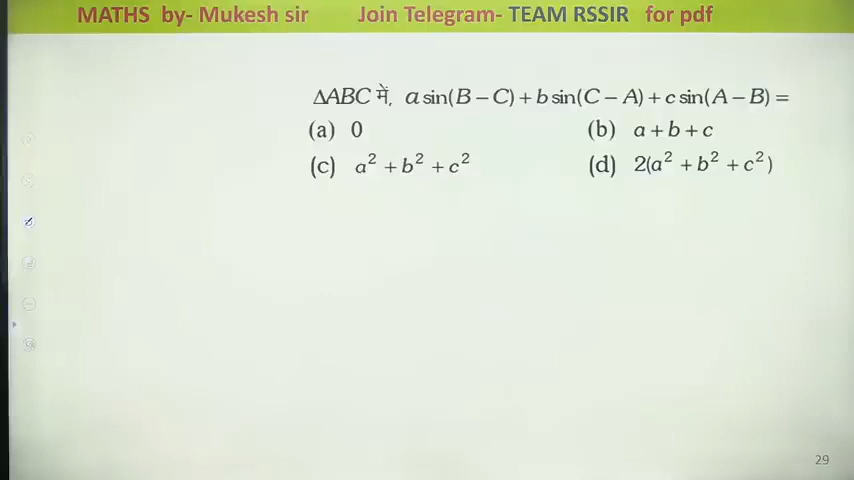 MATHS by- Mukesh sir Join Telegram- TEAM RSSIR for pdf
ΔABC में, a sin(B – C) + b sin(C – A) + c sin(A – B) =
(a) 0 (b) a + b + c
(c) a² + b² + c² (d) 2(a² + b² + c²)
29